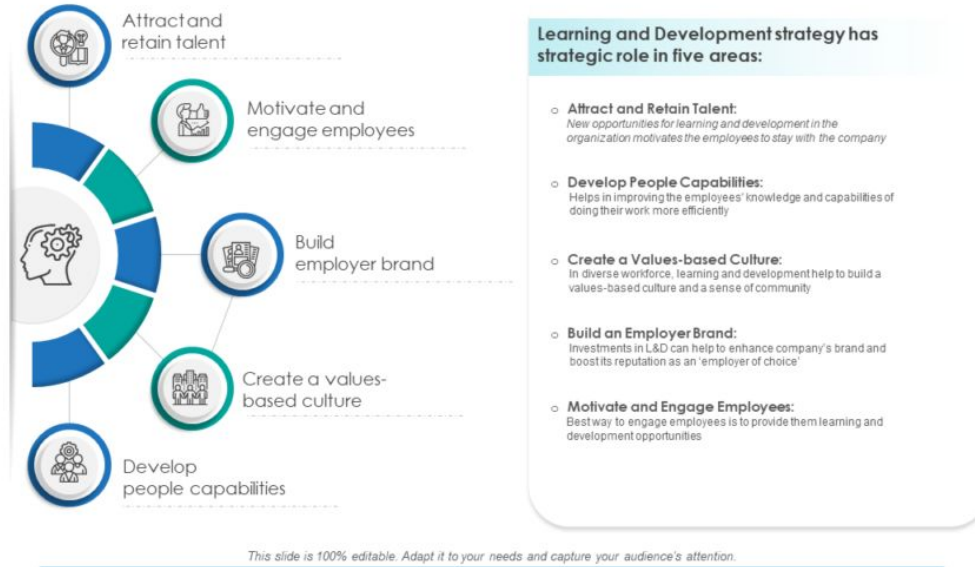 Attract and
retain talent
Motivate and
engage employees
Build
employer brand
Create a values-
based culture
Develop
people capabilities
Learning and Development strategy has
strategic role in five areas:
o Attract and Retain Talent:
New opportunities for learning and development in the
organization motivates the employees to stay with the company
o Develop People Capabilities:
Helps in improving the employees' knowledge and capabilities of
doing their work more efficiently
o Create a Values-based Culture:
In diverse workforce, learning and development help to build a
values-based culture and a sense of community
o Build an Employer Brand:
Investments in L&D can help to enhance company's brand and
boost its reputation as an 'employer of choice'
o Motivate and Engage Employees:
Best way to engage employees is to provide them learning and
development opportunities
This slide is 100% editable. Adapt it to your needs and capture your audience's attention.